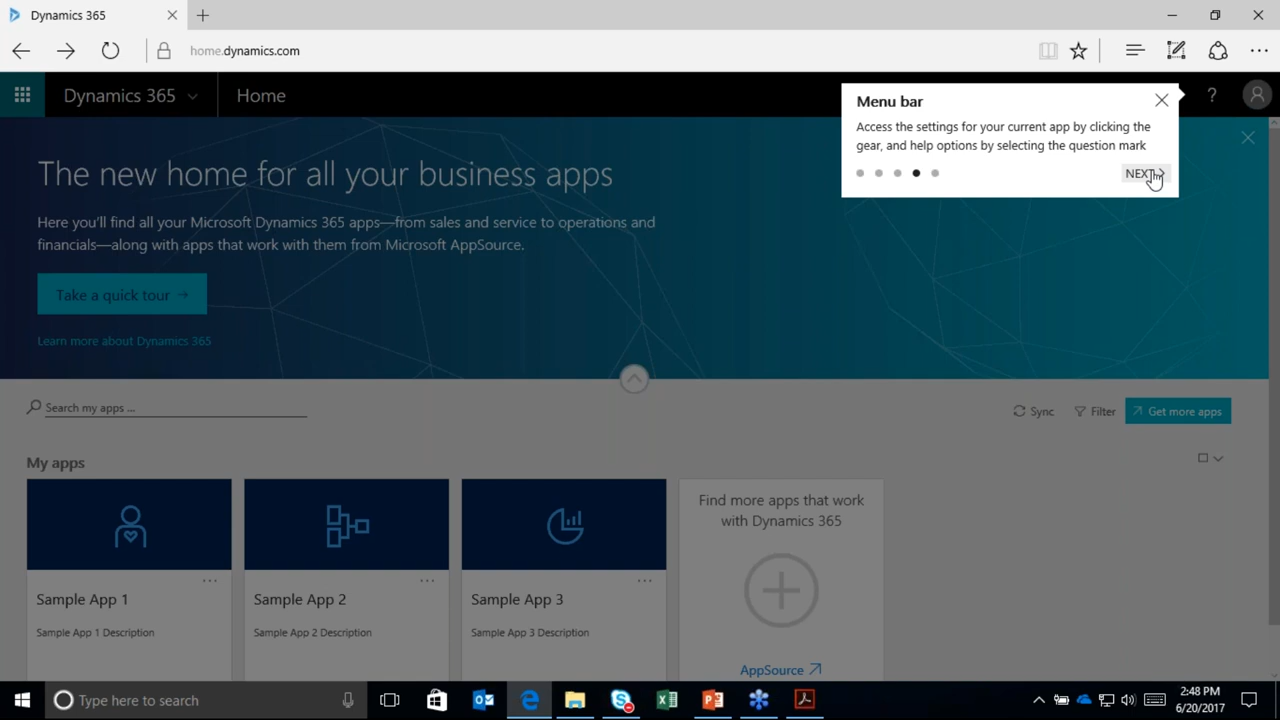 Dynamics 365
home.dynamics.com
Dynamics 365
Home
Menu bar
Access the settings for your current app by clicking the
gear, and help options by selecting the question mark
NEXT
?
The new home for all your business apps
Here you'll find all your Microsoft Dynamics 365 apps—from sales and service to operations and
financials—along with apps that work with them from Microsoft AppSource.
Take a quick tour →
Learn more about Dynamics 365
Search my apps ...
Sync
Filter
Get more apps
My apps
Find more apps that work
with Dynamics 365
Sample App 1
Sample App 2
Sample App 3
Sample App 1 Description
Sample App 2 Description
Sample App 3 Description
AppSource
Type here to search
2:48 PM
6/20/2017